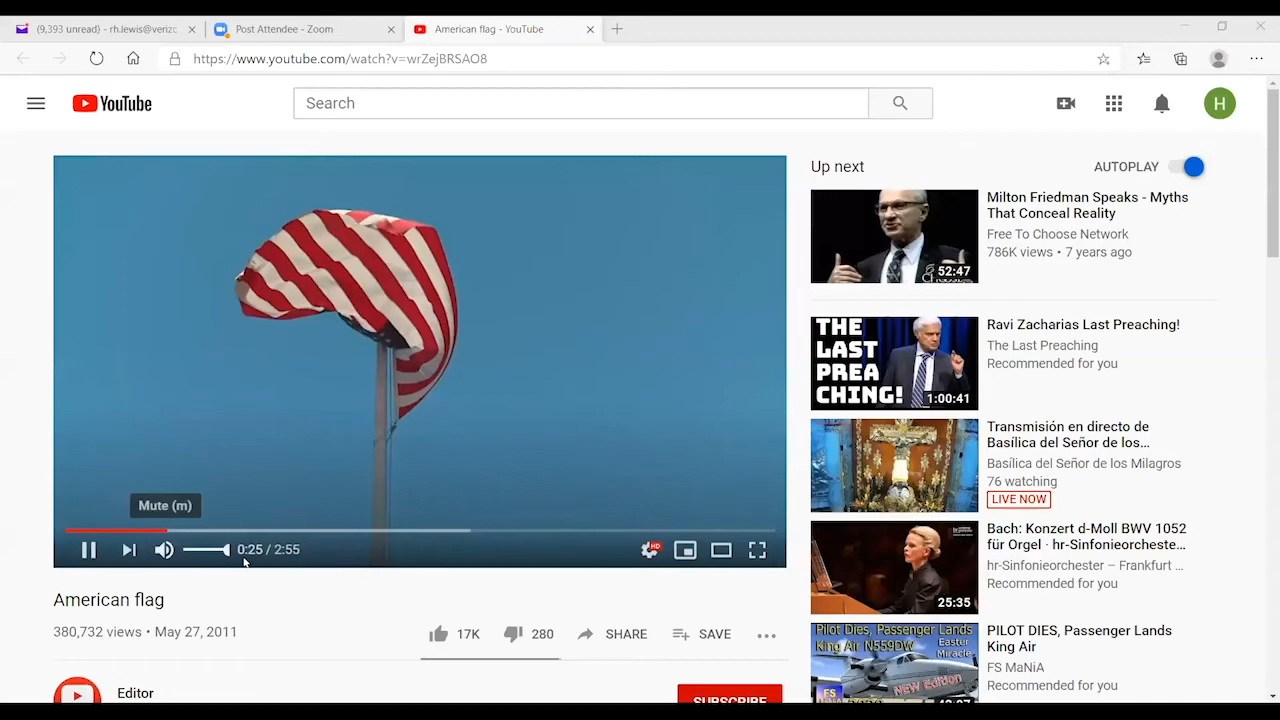 (9,393 unread) - rh.lewis@verizo
Post Attendee - Zoom
American flag - YouTube
https://www.youtube.com/watch?v=wrZejBRSAO8
YouTube
Search
H
Up next
AUTOPLAY
Milton Friedman Speaks - Myths
That Conceal Reality
Free To Choose Network
786K views • 7 years ago
52:47
THE
LAST
PREA
CHING!
1:00:41
Ravi Zacharias Last Preaching!
The Last Preaching
Recommended for you
Transmisión en directo de
Basílica del Señor de los...
Basílica del Señor de los Milagros
76 watching
LIVE NOW
25:35
Bach: Konzert d-Moll BWV 1052
für Orgel · hr-Sinfonieorcheste...
hr-Sinfonieorchester – Frankfurt ...
Recommended for you
Pilot Dies, Passenger Lands
King Air N559DW
Easter
Miracle
NEW Edition
FS
PILOT DIES, Passenger Lands
King Air
FS MaNiA
Recommended for you
Mute (m)
0:25 / 2:55
HD
American flag
380,732 views • May 27, 2011
17K
280
SHARE
SAVE
Editor
SUBSCRIBE